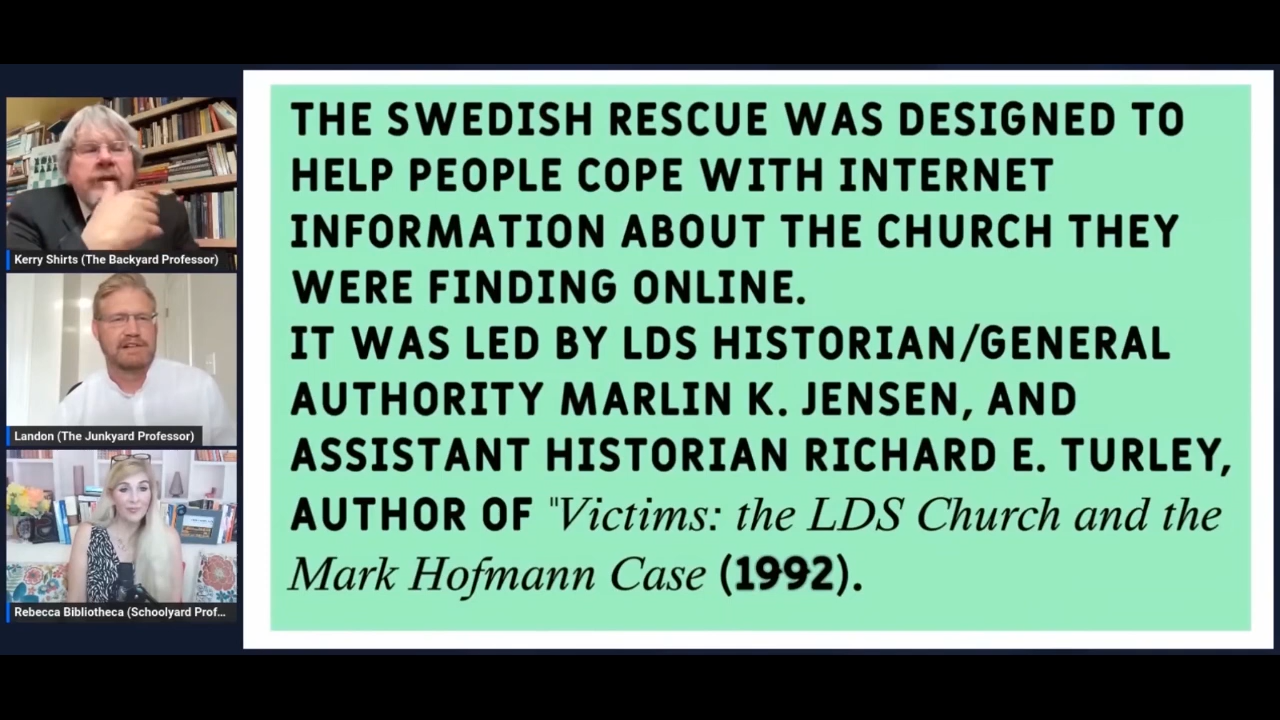 Kerry Shirts (The Backyard Professor)
Landon (The Junkyard Professor)
Rebecca Bibliotheca (Schoolyard Prof...
THE SWEDISH RESCUE WAS DESIGNED TO
HELP PEOPLE COPE WITH INTERNET
INFORMATION ABOUT THE CHURCH THEY
WERE FINDING ONLINE.
IT WAS LED BY LDS HISTORIAN/GENERAL
AUTHORITY MARLIN K. JENSEN, AND
ASSISTANT HISTORIAN RICHARD E. TURLEY,
AUTHOR OF "Victims: the LDS Church and the
Mark Hofmann Case (1992).